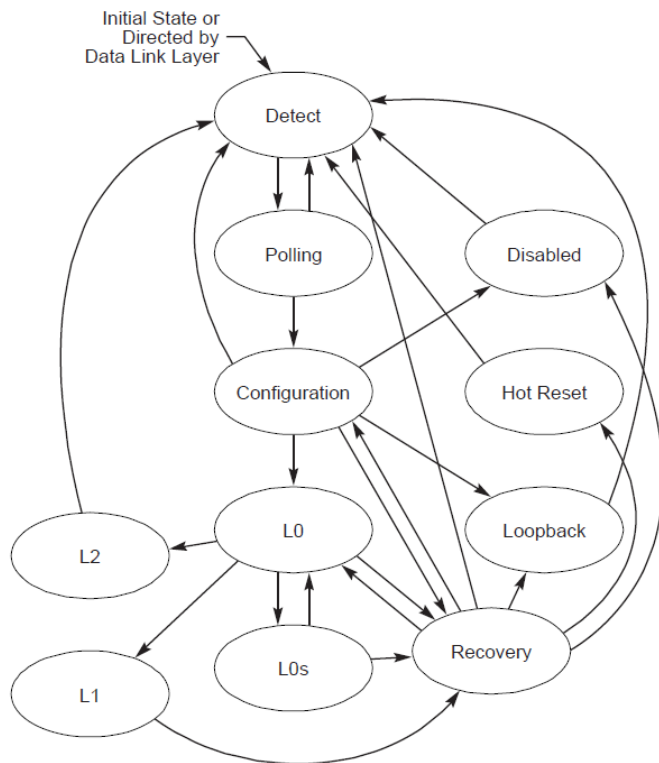 Initial State or
Directed by
Data Link Layer
Detect
Polling
Disabled
Configuration
Hot Reset
L0
Loopback
L2
L0s
Recovery
L1